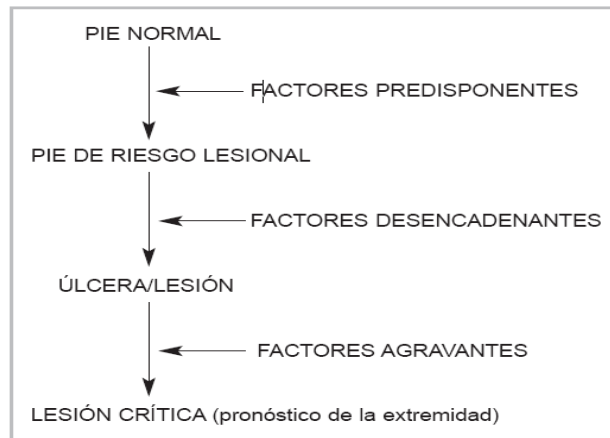 PIE NORMAL
FACTORES PREDISPONENTES
PIE DE RIESGO LESIONAL
FACTORES DESENCADENANTES
ÚLCERA/LESIÓN
FACTORES AGRAVANTES
LESIÓN CRÍTICA (pronóstico de la extremidad)